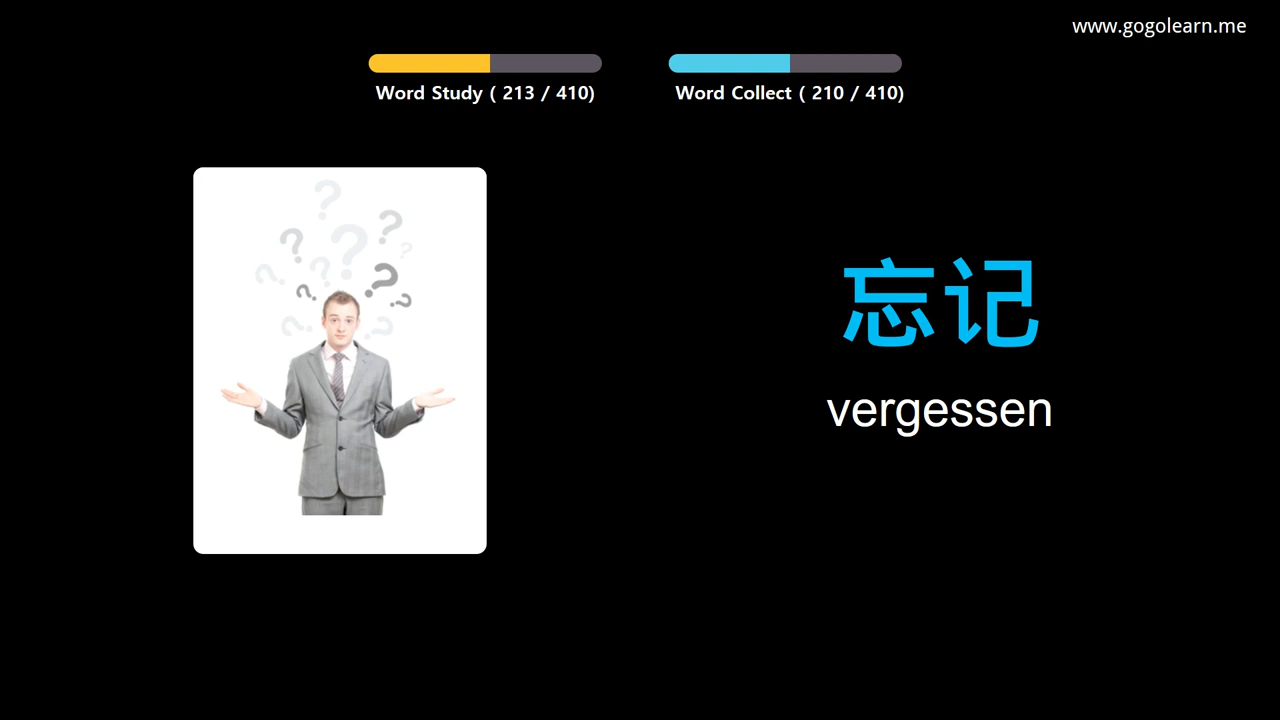 www.gogolearn.me
Word Study ( 213 / 410)
Word Collect ( 210 / 410)
忘记
vergessen